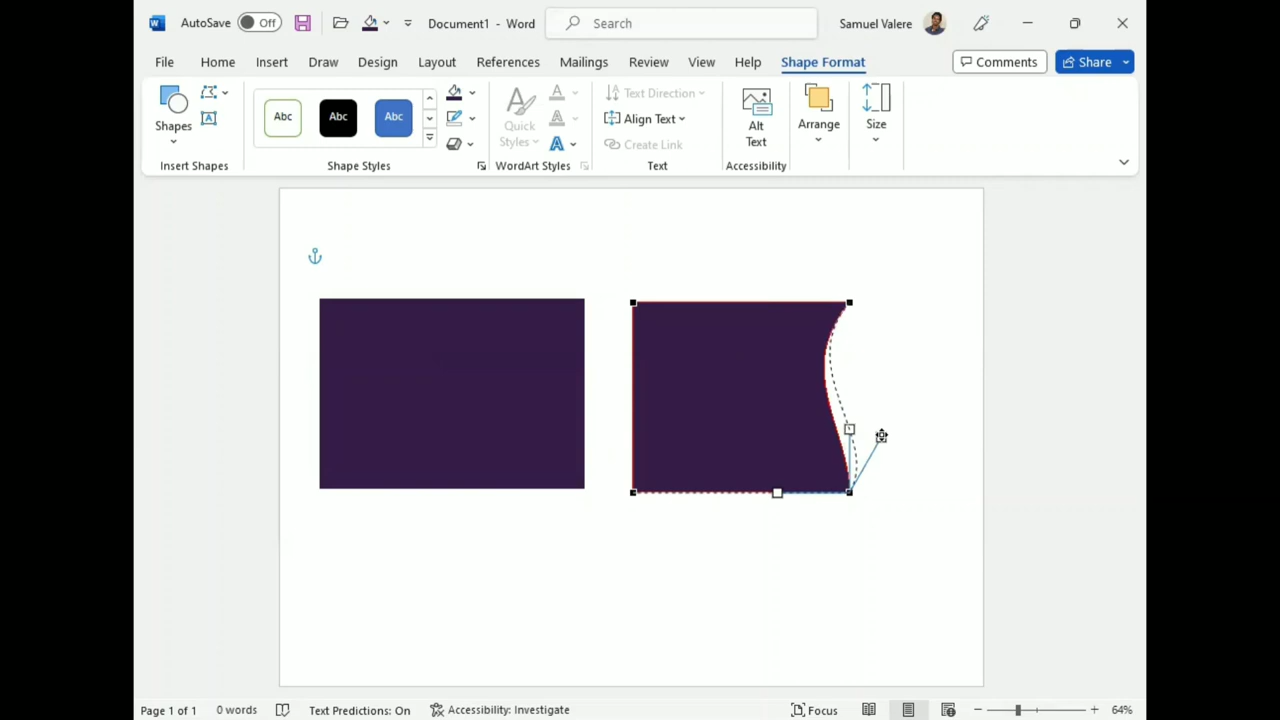 AutoSave Off Document1 - Word Search Samuel Valere
File Home Insert Draw Design Layout References Mailings Review View Help Shape Format Comments Share
Shapes
Abc Abc Abc
Quick
Styles
Text Direction
Align Text
Create Link
Alt
Text
Arrange
Size
Insert Shapes Shape Styles WordArt Styles Text Accessibility
Page 1 of 1 0 words Text Predictions: On Accessibility: Investigate Focus 64%